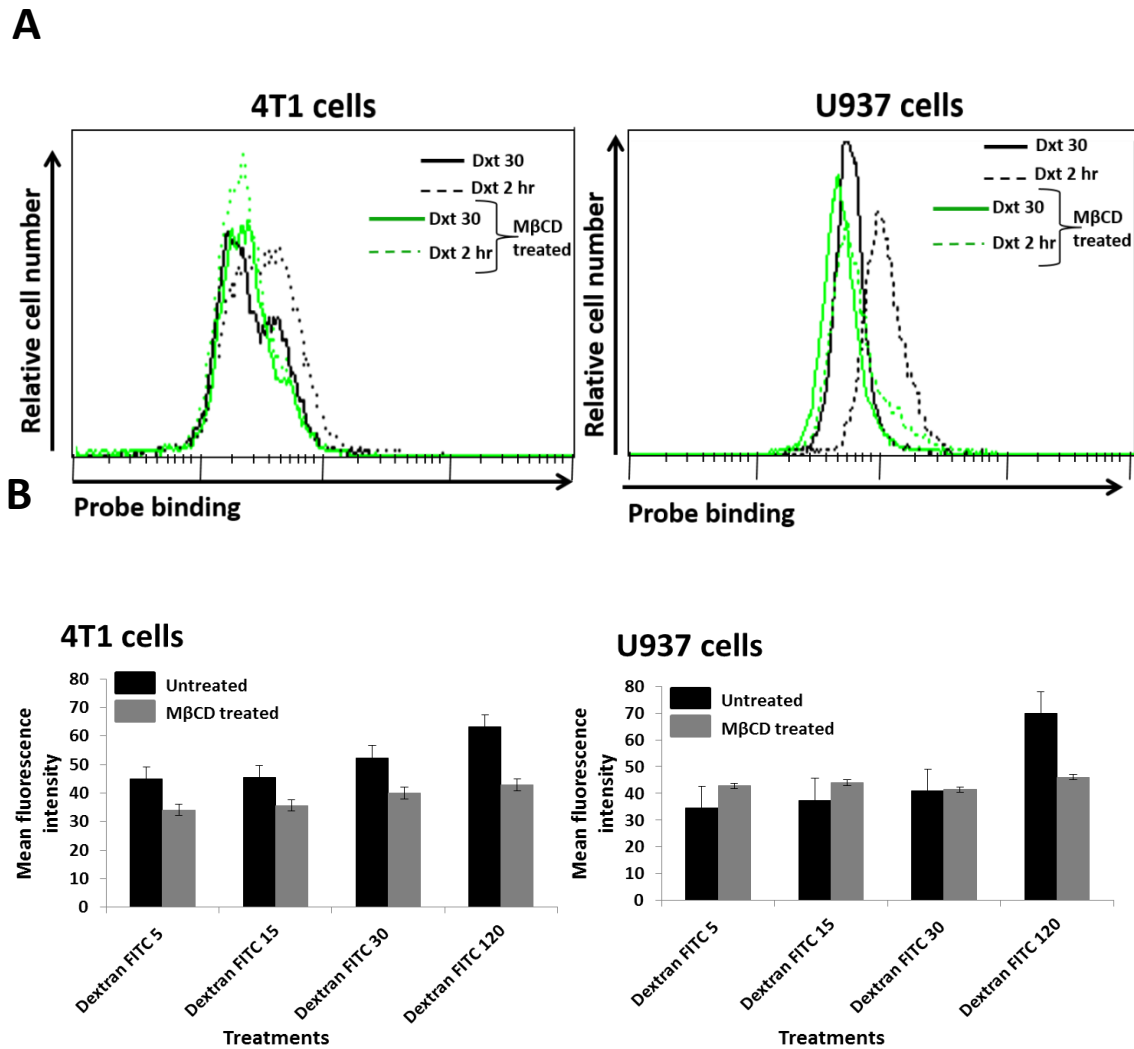 A
4T1 cells
Relative cell number
Dxt 30
Dxt 2 hr
Dxt 30
Dxt 2 hr
MβCD
treated
Probe binding
U937 cells
Relative cell number
Dxt 30
Dxt 2 hr
Dxt 30
Dxt 2 hr
MβCD
treated
Probe binding
B
4T1 cells
Mean fluorescence
intensity
80
70
60
50
40
30
20
10
0
Untreated
MβCD treated
Dextran FITC 5
Dextran FITC 15
Dextran FITC 30
Dextran FITC 120
Treatments
U937 cells
Mean fluorescence
intensity
80
70
60
50
40
30
20
10
0
Untreated
MβCD treated
Dextran FITC 5
Dextran FITC 15
Dextran FITC 30
Dextran FITC 120
Treatments